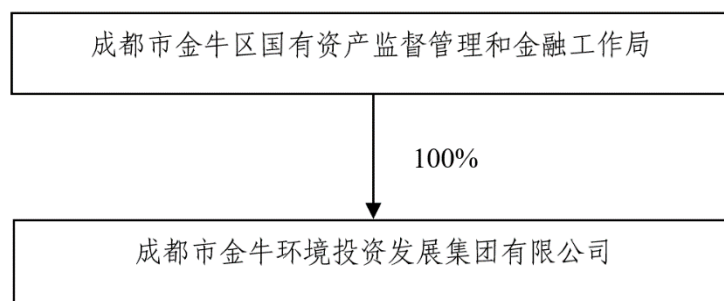 成都市金牛区国有资产监督管理和金融工作局
100%
成都市金牛环境投资发展集团有限公司